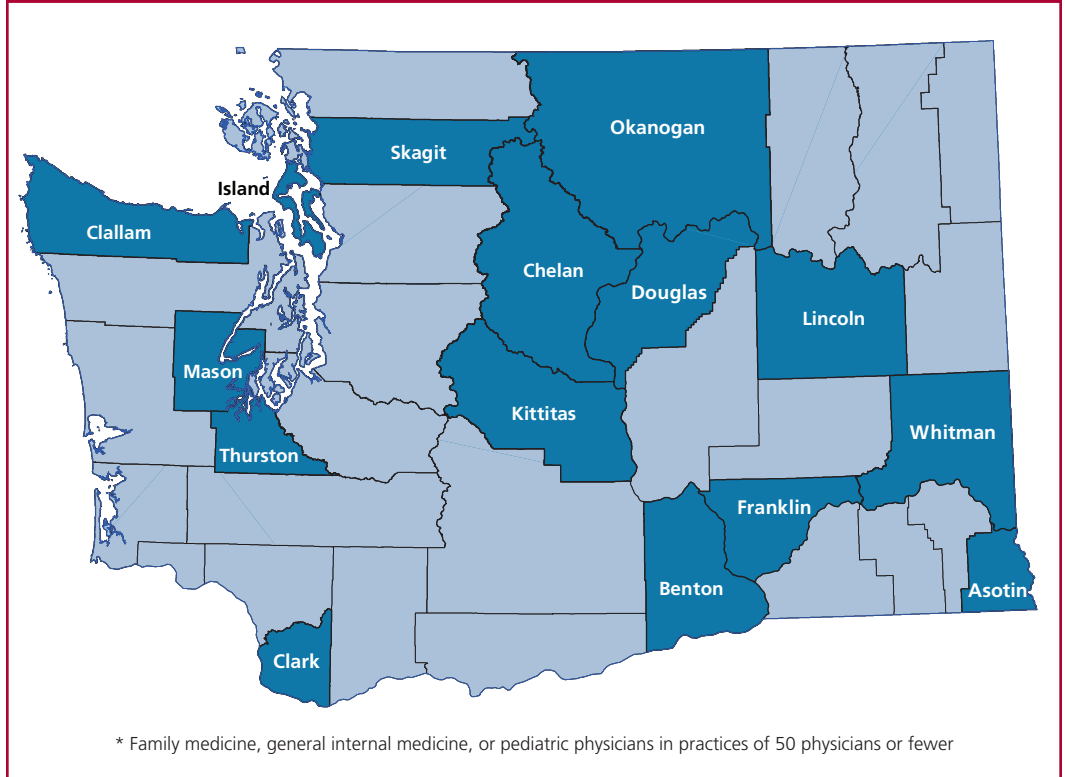 Okanogan
Skagit
Island
Clallam
Chelan
Douglas
Lincoln
Mason
Kittitas
Whitman
Thurston
Franklin
Benton
Asotin
Clark
* Family medicine, general internal medicine, or pediatric physicians in practices of 50 physicians or fewer